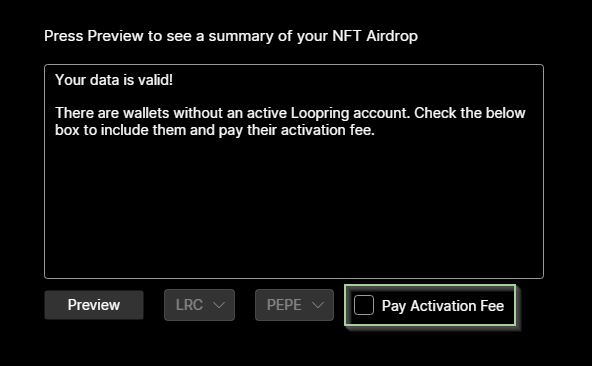 Press Preview to see a summary of your NFT Airdrop
Your data is valid!
There are wallets without an active Loopring account. Check the below
box to include them and pay their activation fee.
Preview
LRC
PEPE
Pay Activation Fee